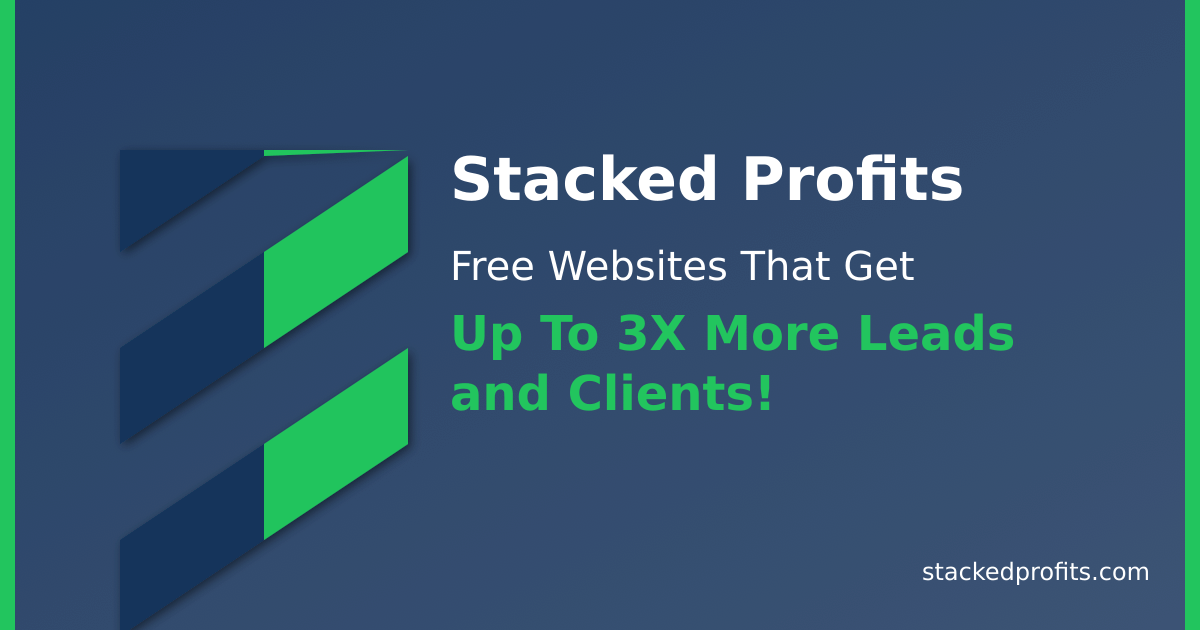 Stacked Profits
Free Websites That Get
Up To 3X More Leads
and Clients!
stackedprofits.com